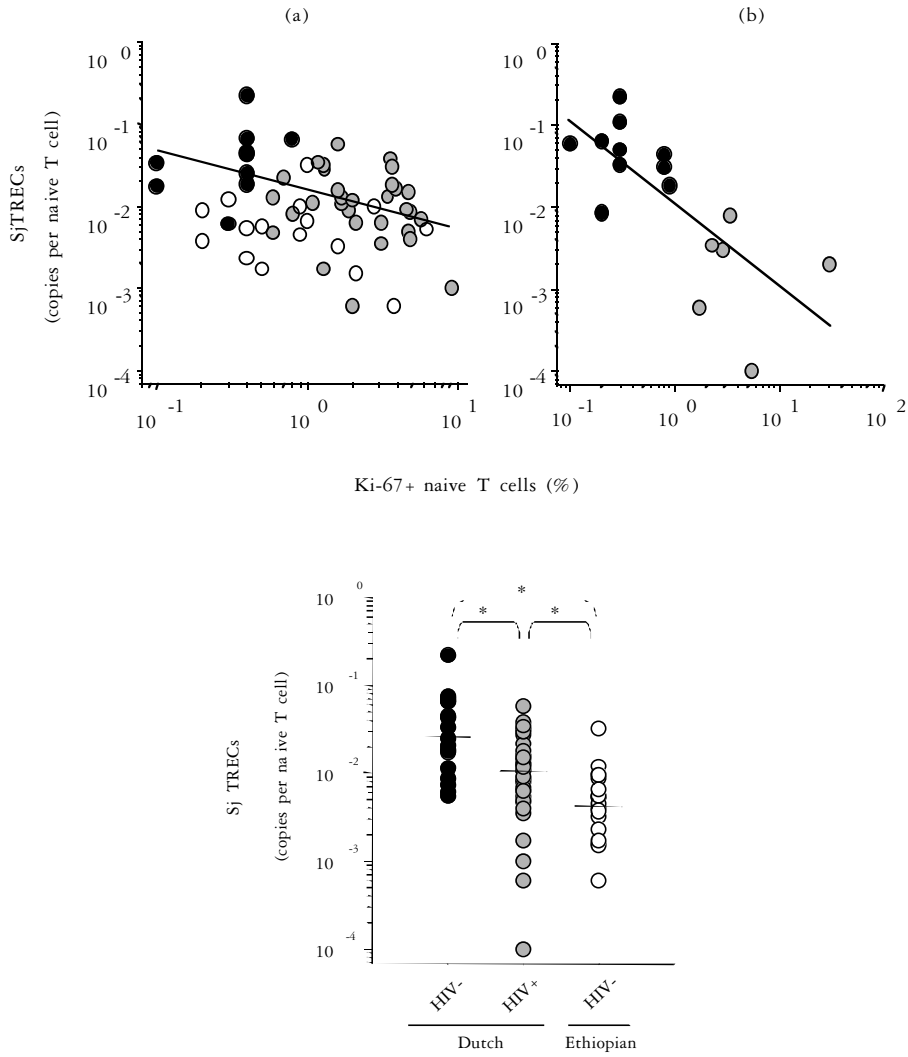 (a) (b)
10 0
10 -1
10 -2
10 -3
10 -4
SjTRECs
(copies per naive T cell)
10 -1 10 0 10 1
10 0
10 -1
10 -2
10 -3
10 -4
10 -1 10 0 10 1 10 2
Ki-67+ naive T cells (%)
* 
* *
10 0
10 -1
10 -2
10 -3
10 -4
Sj TRECs
(copies per na ive T cell)
HIV- HIV+ HIV-
Dutch Ethiopian